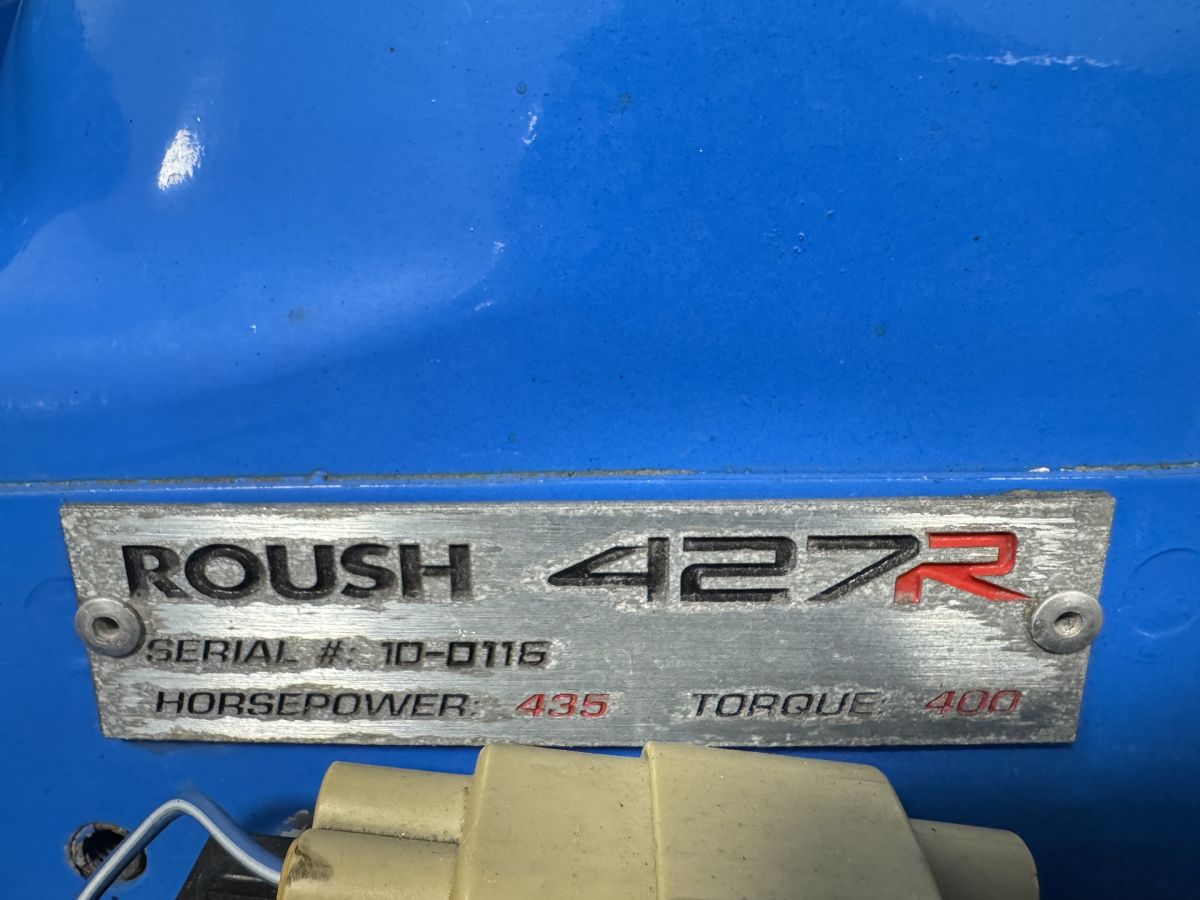 ROUSH 427R
SERIAL #: 10-0116
HORSEPOWER: 435 TORQUE: 400